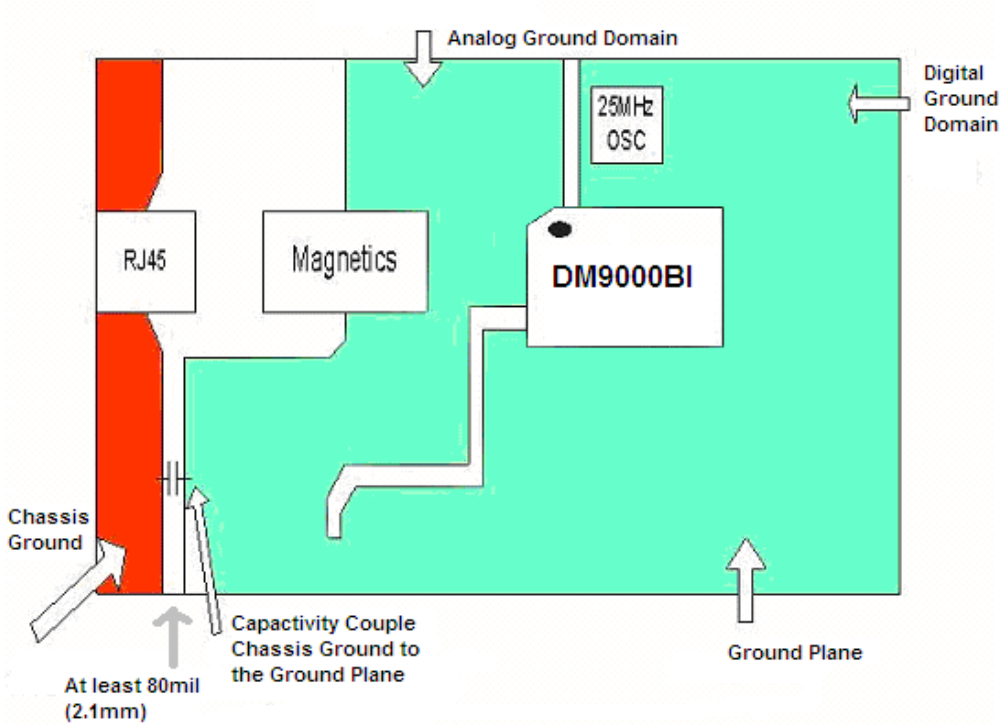 Analog Ground Domain
Digital
Ground
Domain
25MHz
OSC
RJ45
Magnetics
DM9000BI
Chassis
Ground
Capactivity Couple
Chassis Ground to
the Ground Plane
Ground Plane
At least 80mil
(2.1mm)